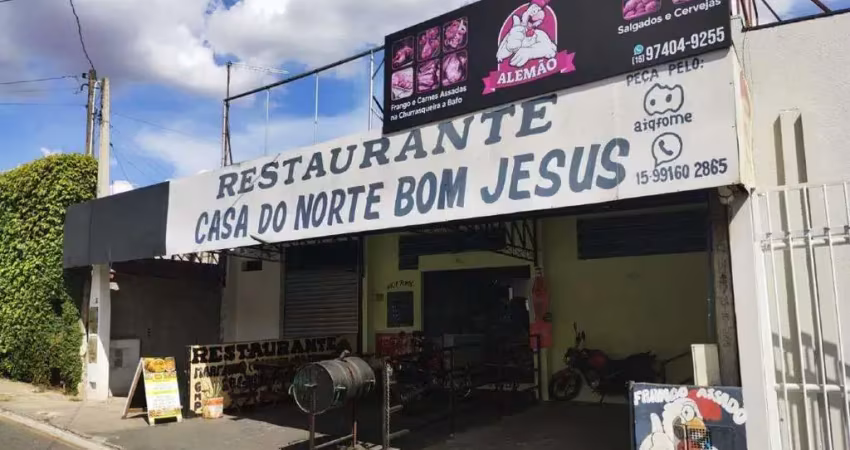 Salgados e Cervejas
(15) 97404-9255
ALEMÃO
Frango e Carnes Assadas
na Churrasqueira a Bafo
PEÇA PELO:
aiqfome
15-99160 2865
RESTAURANTE
CASA DO NORTE BOM JESUS
RESTAURANTE
FRANGO ASSADO